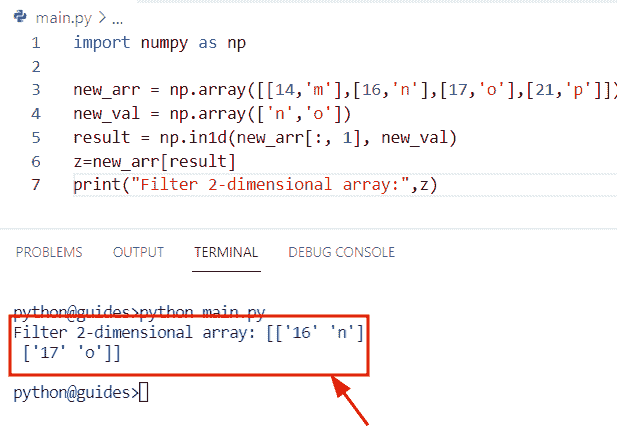 main.py > ...
1 import numpy as np
2
3 new_arr = np.array([[14,'m'],[16,'n'],[17,'o'],[21,'p']])
4 new_val = np.array(['n','o'])
5 result = np.in1d(new_arr[:, 1], new_val)
6 z=new_arr[result]
7 print("Filter 2-dimensional array:",z)
PROBLEMS OUTPUT TERMINAL DEBUG CONSOLE
python@guides>python main.py
Filter 2-dimensional array: [['16' 'n']
['17' 'o']]
python@guides>